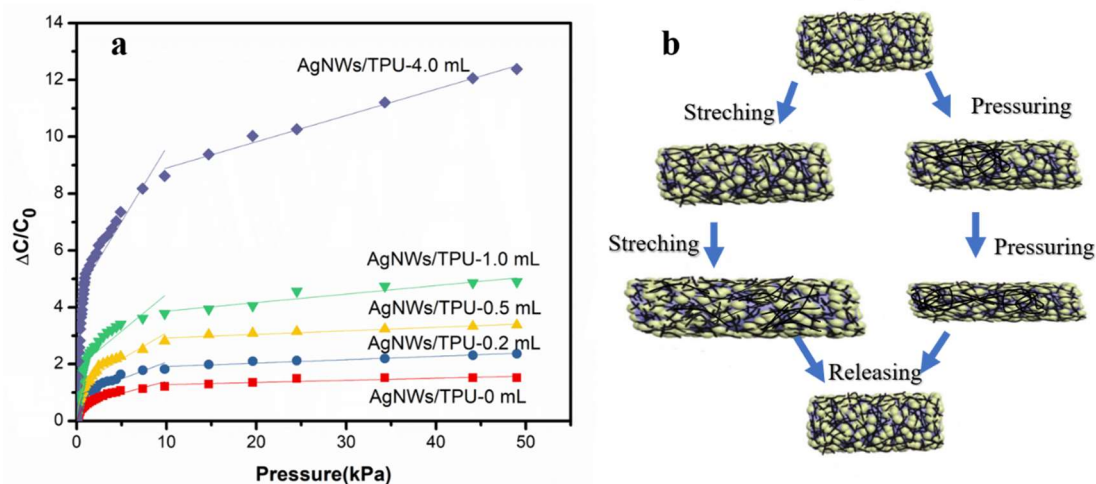 a
14
12
10
8
6
4
2
0
ΔC/C0
AgNWs/TPU-4.0 mL
AgNWs/TPU-1.0 mL
AgNWs/TPU-0.5 mL
AgNWs/TPU-0.2 mL
AgNWs/TPU-0 mL
0 10 20 30 40 50
Pressure(kPa)
b
Streching
Pressuring
Streching
Pressuring
Releasing